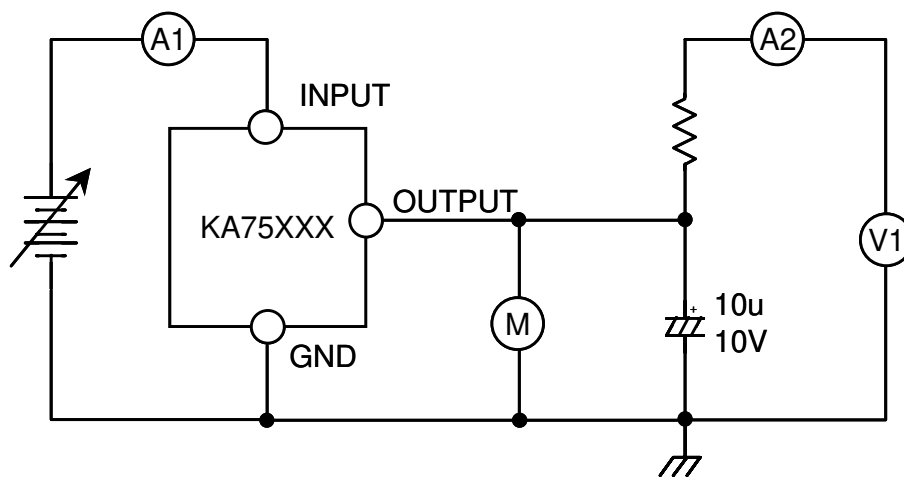 A1
A2
INPUT
KA75XXX
OUTPUT
V1
10u
10V
M
GND
+